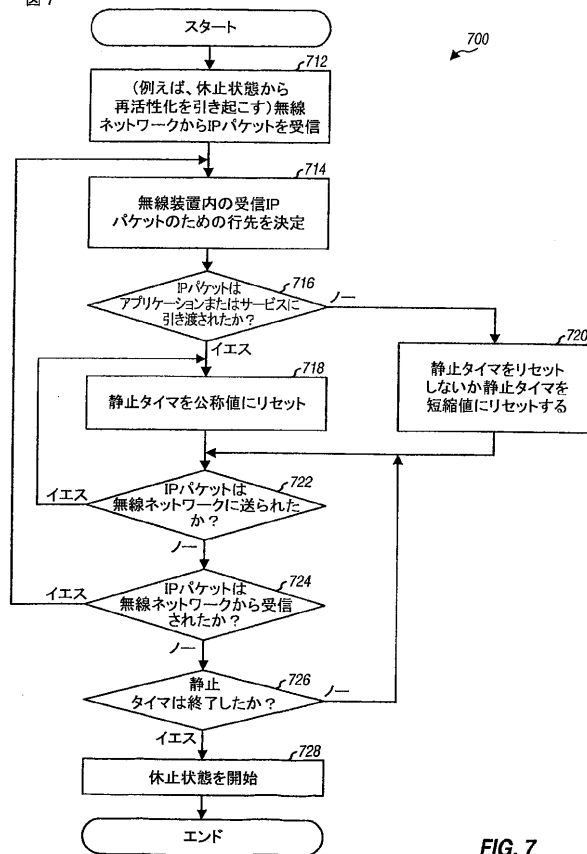 図 7
スタート
700
712
(例えば、休止状態から
再活性化を引き起こす)無線
ネットワークからIPパケットを受信
714
無線装置内の受信IP
パケットのための行先を決定
716
IPパケットは
アプリケーションまたはサービスに
引き渡されたか?
ノー
イエス
718
静止タイマを公称値にリセット
720
静止タイマをリセット
しないか静止タイマを
短縮値にリセットする
722
IPパケットは
無線ネットワークに送られた
か?
イエス
ノー
724
IPパケットは
無線ネットワークから受信
されたか?
イエス
ノー
726
静止
タイマは終了したか?
ノー
イエス
728
休止状態を開始
エンド
FIG. 7